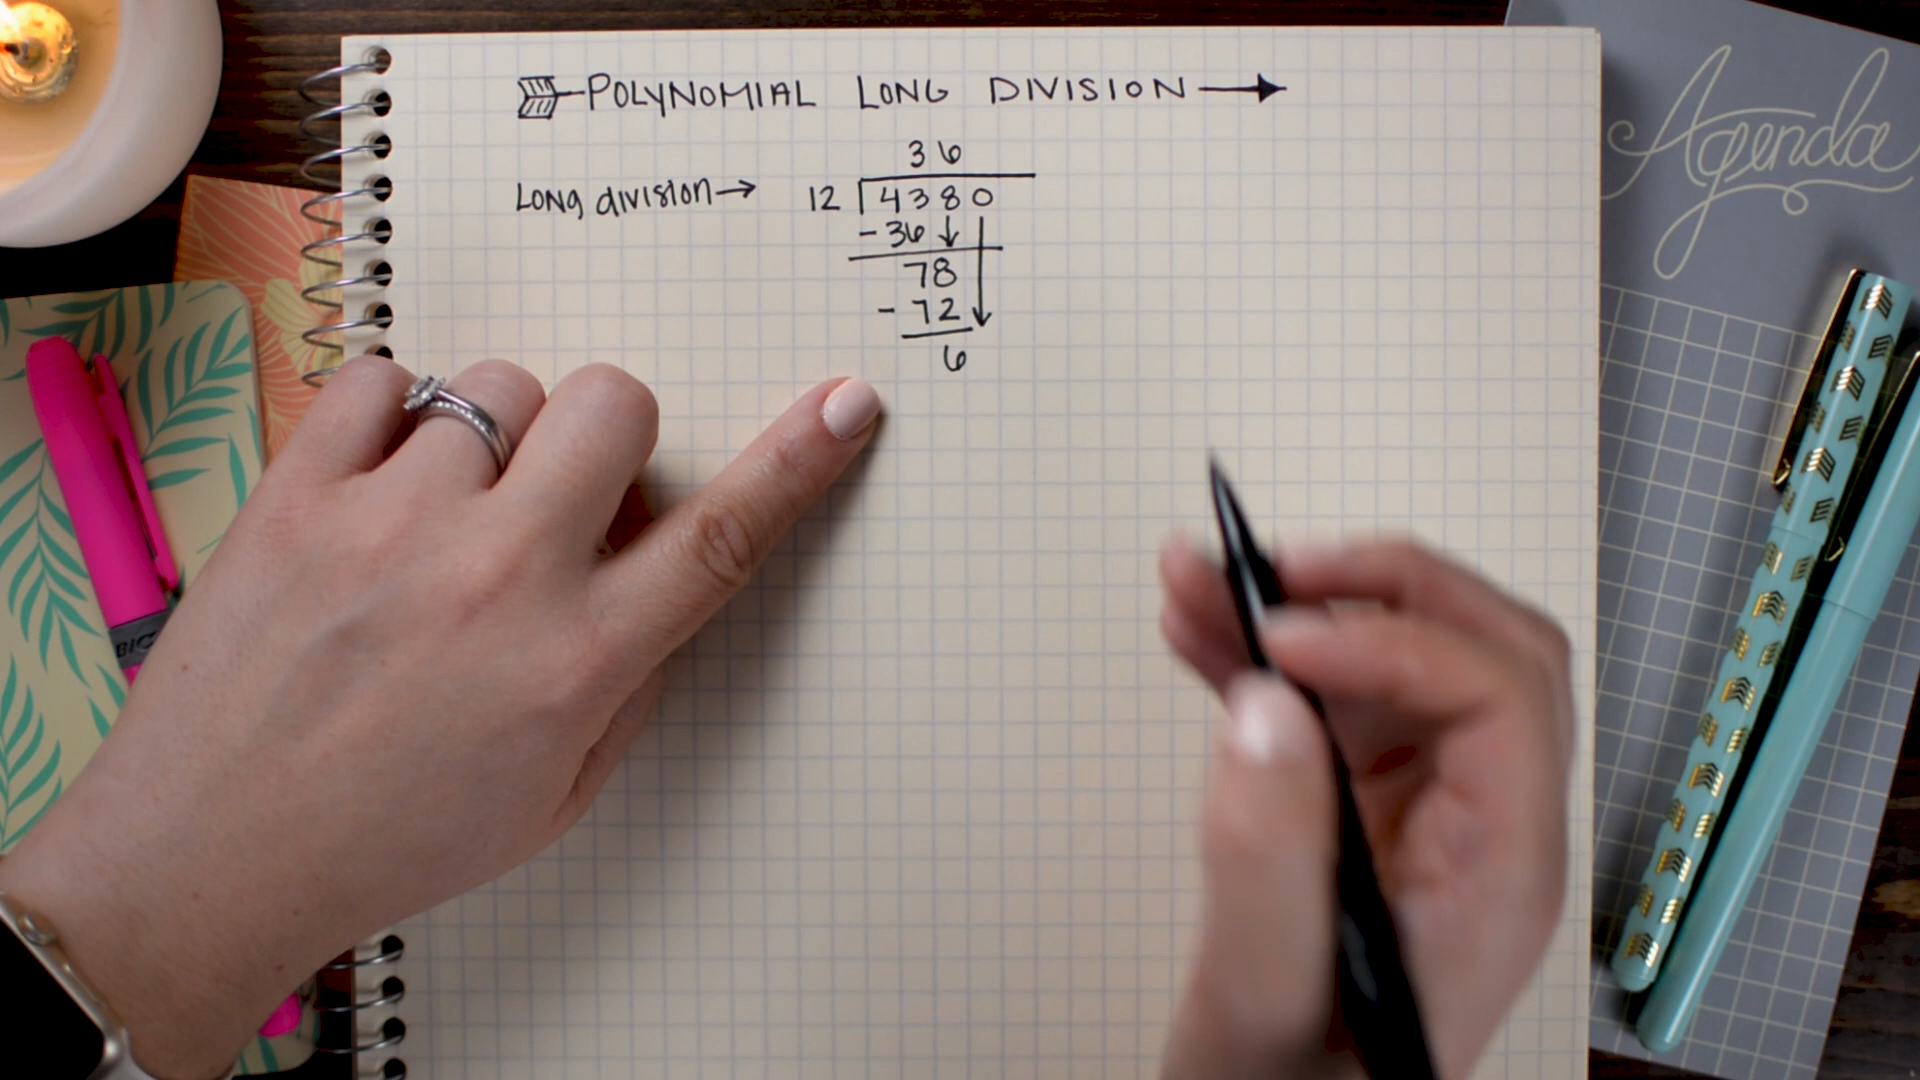 POLYNOMIAL LONG DIVISION
36
Long division→ 12 4380
-36
78
- 72
6
Agenda
BIC